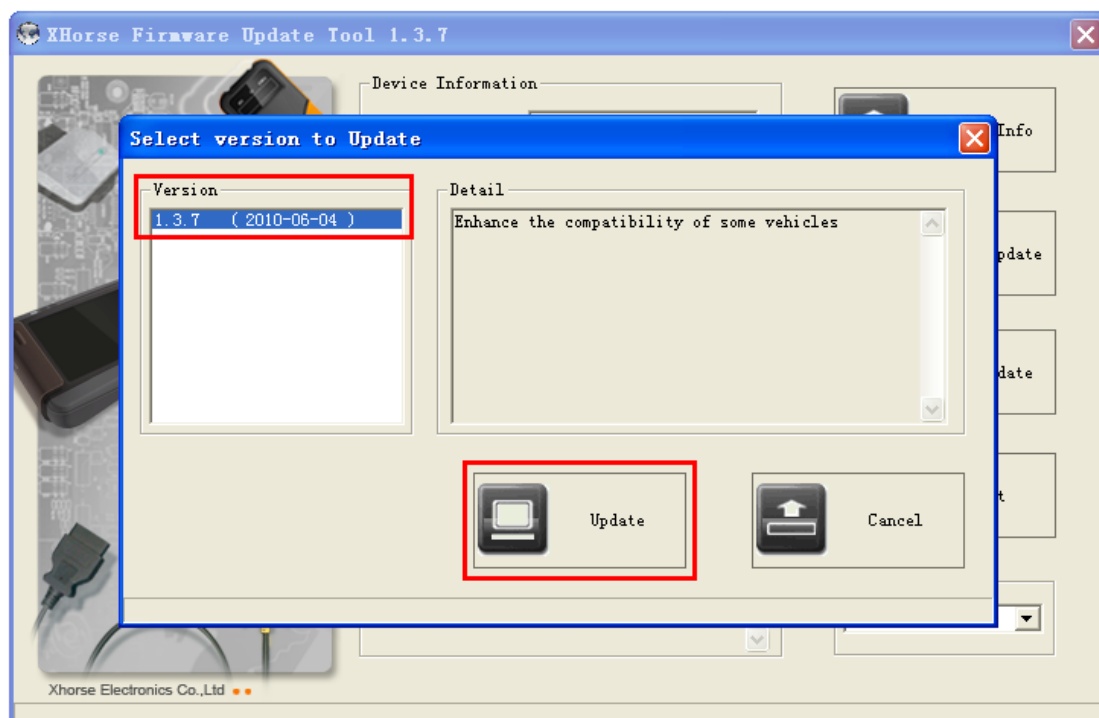 XHorse Firmware Update Tool 1.3.7
Device Information
Info
Select version to Update
Version
1.3.7 ( 2010-06-04 )
Detail
Enhance the compatibility of some vehicles
pdate
date
t
Update
Cancel
Xhorse Electronics Co.,Ltd